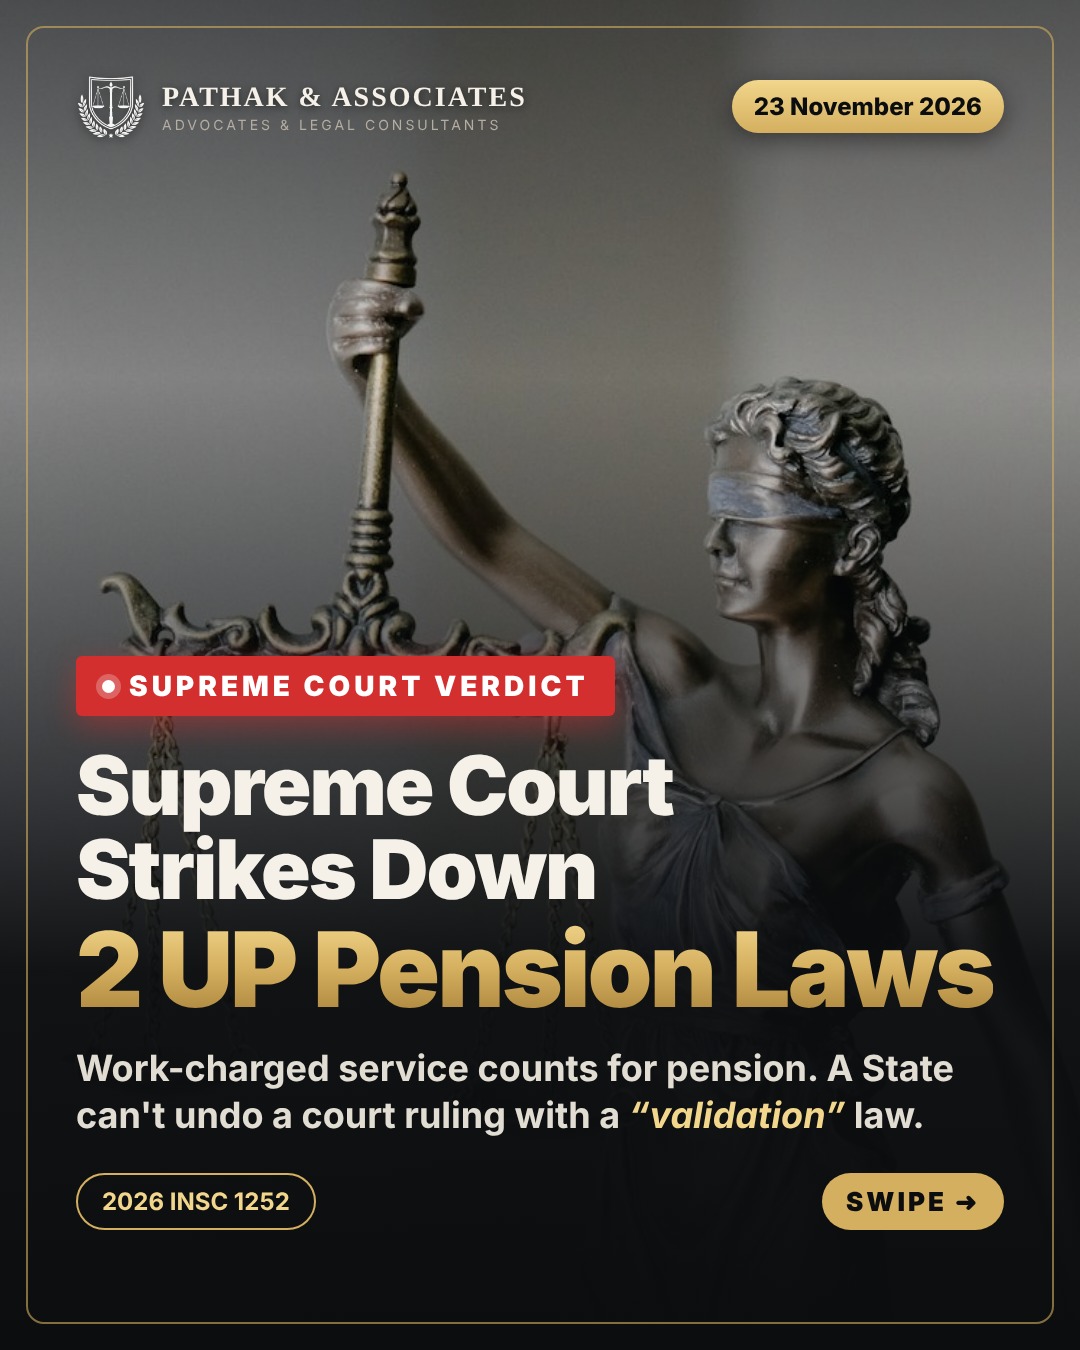 PATHAK & ASSOCIATES
ADVOCATES & LEGAL CONSULTANTS
23 November 2026
SUPREME COURT VERDICT
Supreme Court
Strikes Down
2 UP Pension Laws
Work-charged service counts for pension. A State
can't undo a court ruling with a “validation” law.
2026 INSC 1252
SWIPE ➜